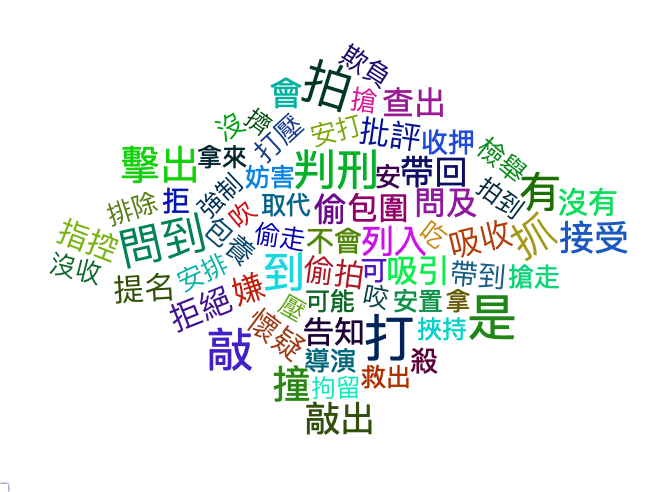 欺負
拍
會
搶
查出
沒
擠
打壓
安打
批評
收押
檢舉
擊出
拿來
妨害
判刑
安
帶回
拍到
有
沒有
排除
拒
強制
吹
取代
偷
包圍
問及
指控
問到
包養
偷走
不會
列入
吃
吸收
抓
接受
沒收
提名
安排
到
偷拍
可
吸引
帶到
搶走
拒絕
嫌
壓
可能
咬
安置
拿
是
敲
懷疑
告知
打
挾持
導演
殺
撞
拘留
救出
敲出